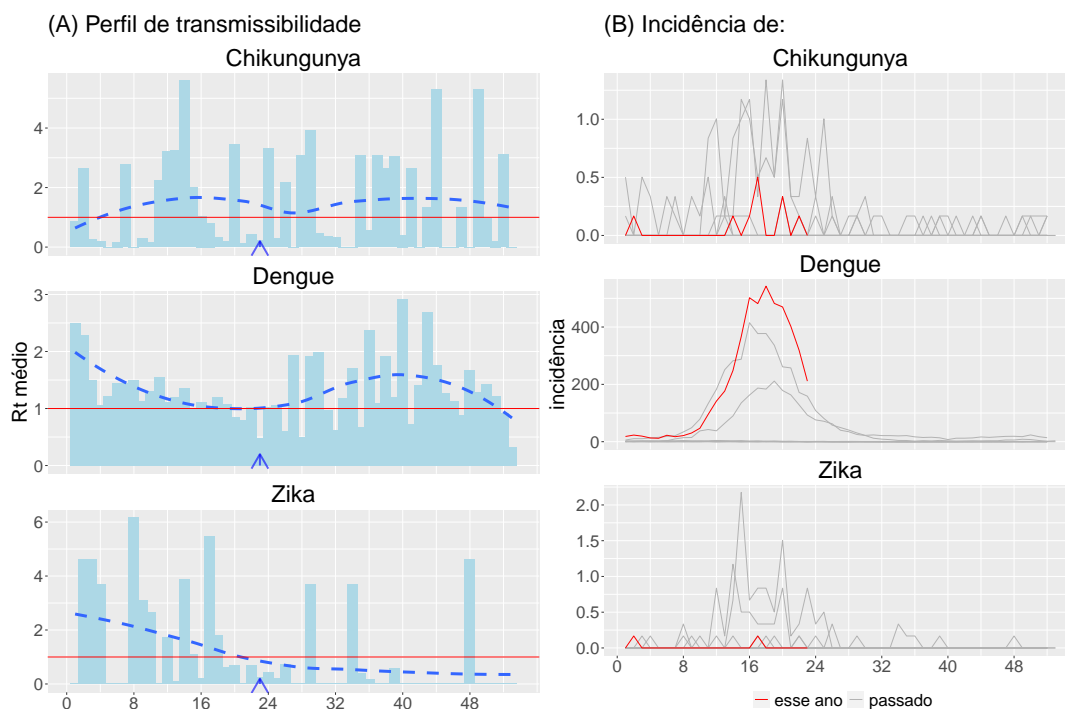 (A) Perfil de transmissibilidade
Chikungunya
4
2
0
Dengue
3
2
1
0
Rt médio
Zika
6
4
2
0
0 8 16 24 32 40 48
(B) Incidência de:
Chikungunya
1.0
0.5
0.0
Dengue
400
200
0
incidência
Zika
2.0
1.5
1.0
0.5
0.0
0 8 16 24 32 40 48
esse ano passado